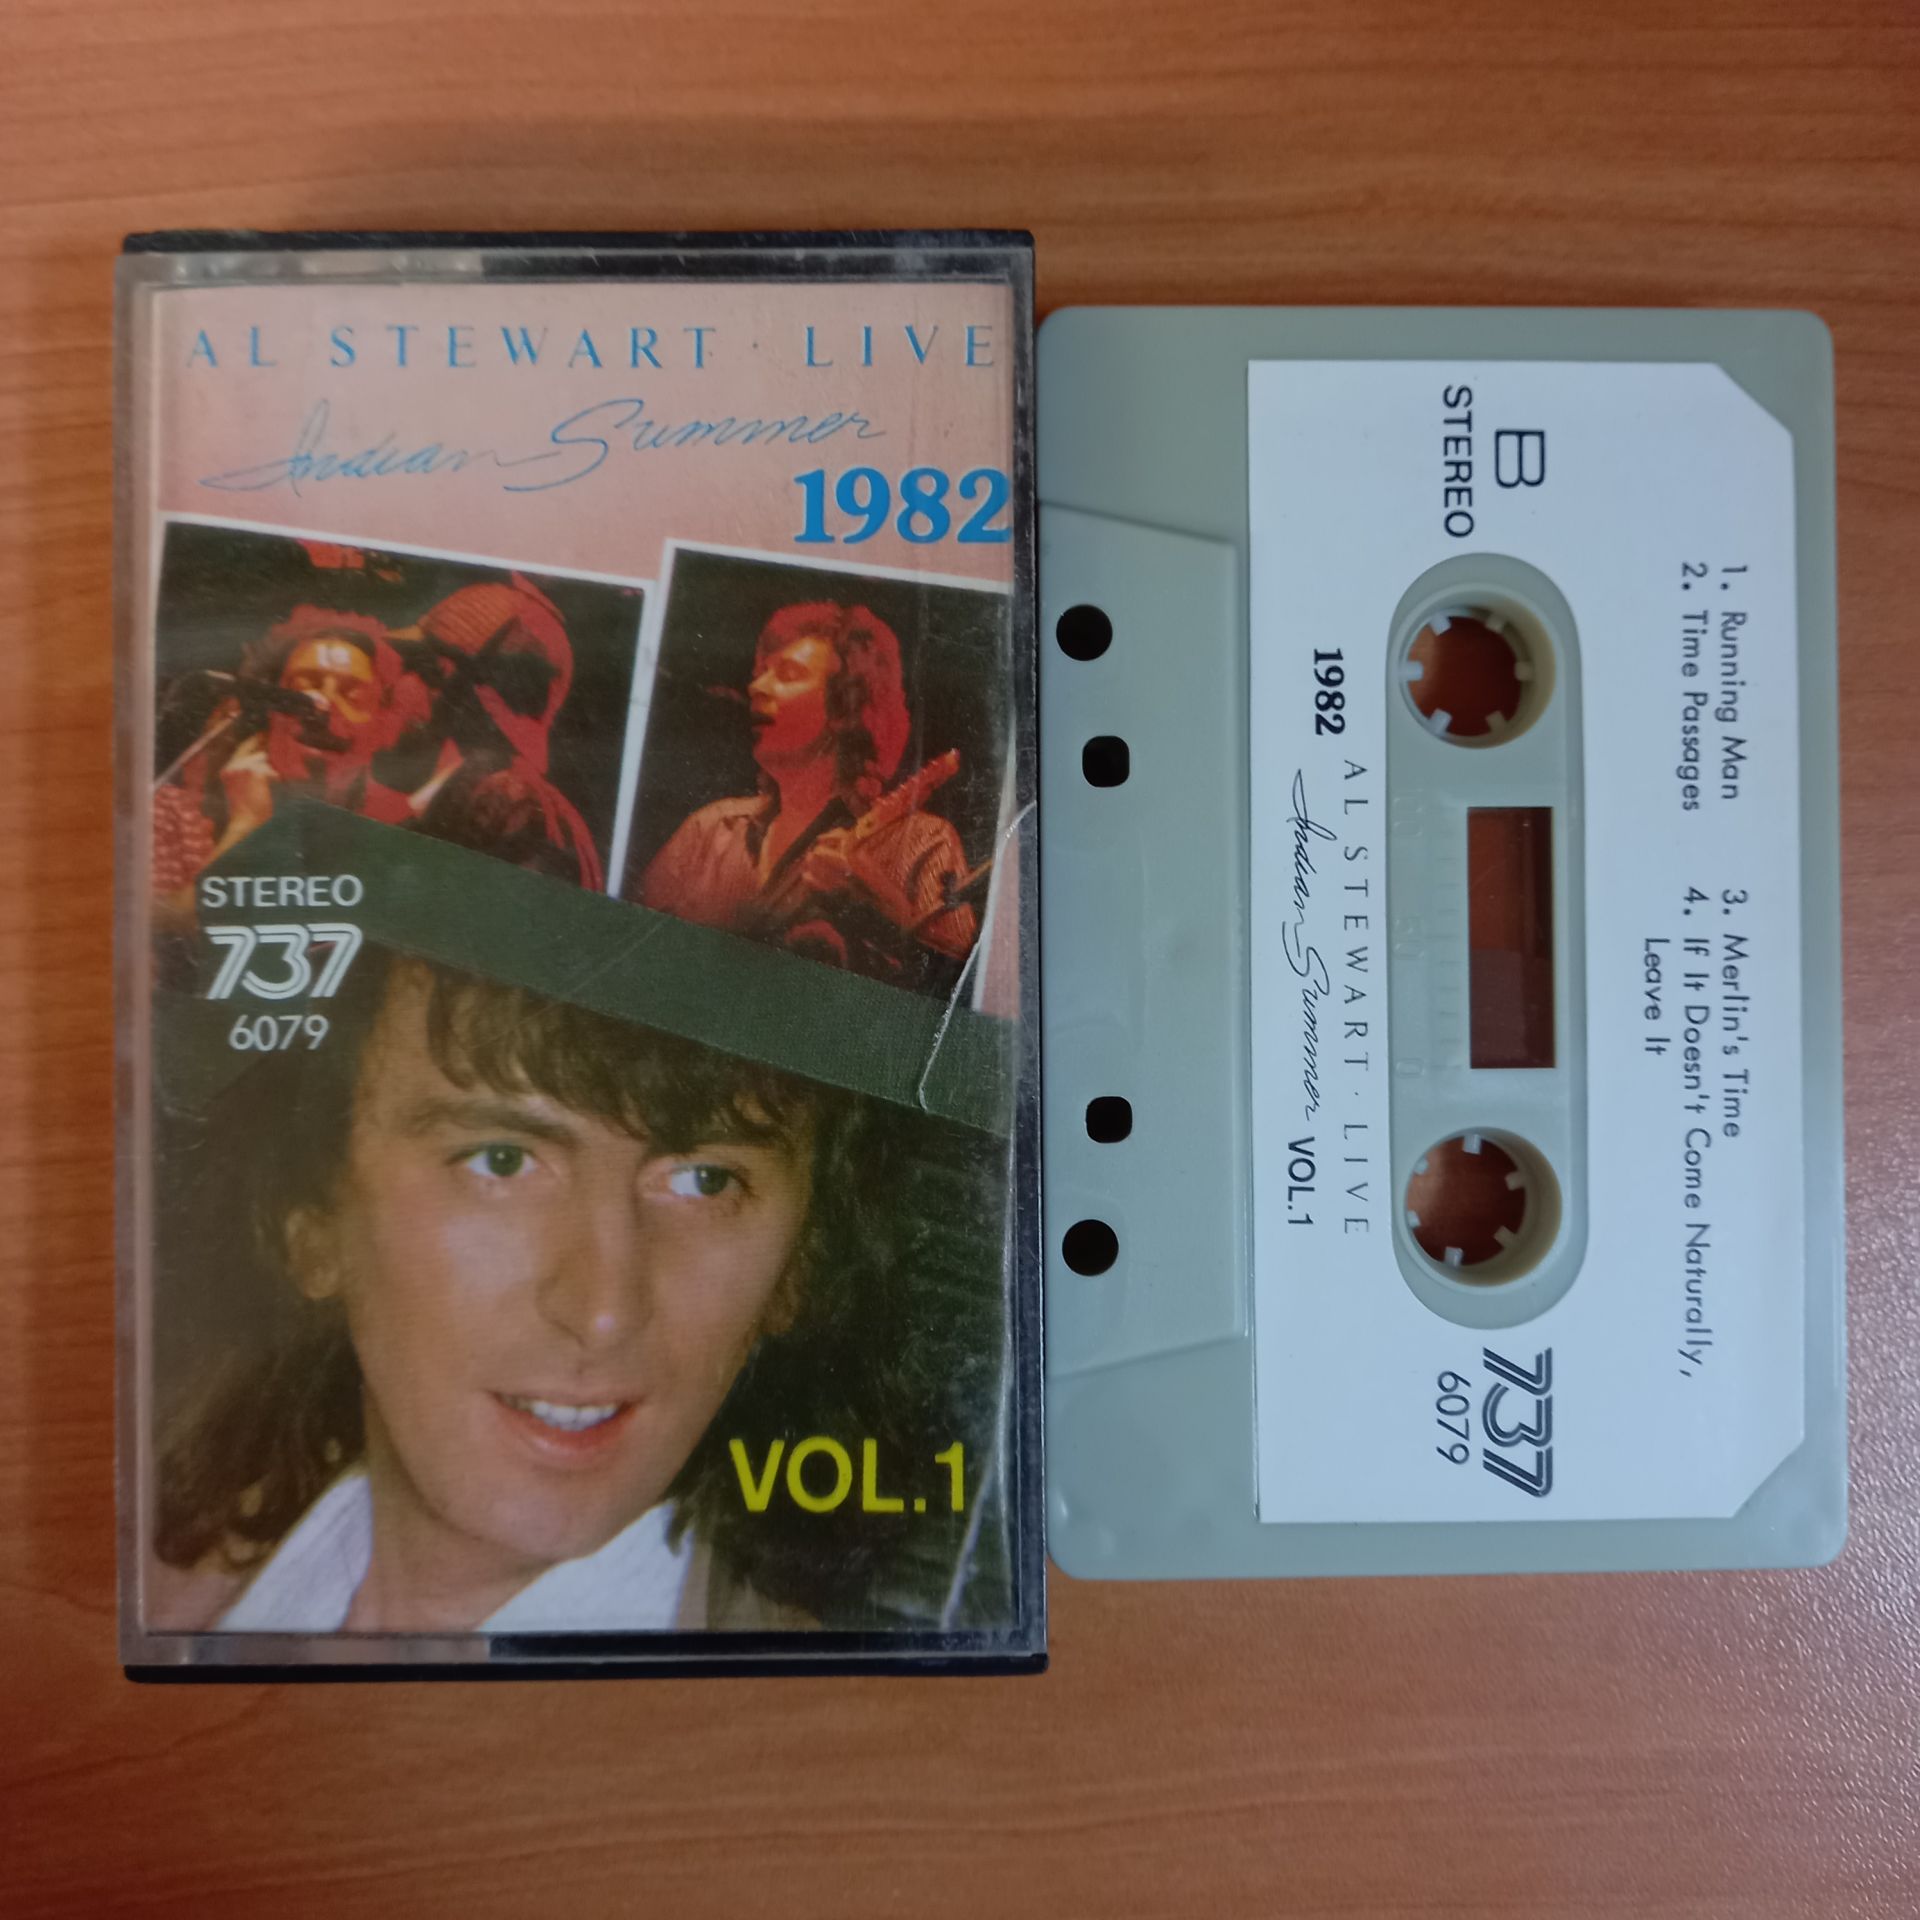 AL STEWART · LIVE
Indian Summer
1982
STEREO
737
6079
VOL.1
B
STEREO
1. Running Man
2. Time Passages
3. Merlin's Time
4. If It Doesn't Come Naturally,
Leave It
737
6079
1982
AL STEWART · LIVE
Indian Summer VOL.1